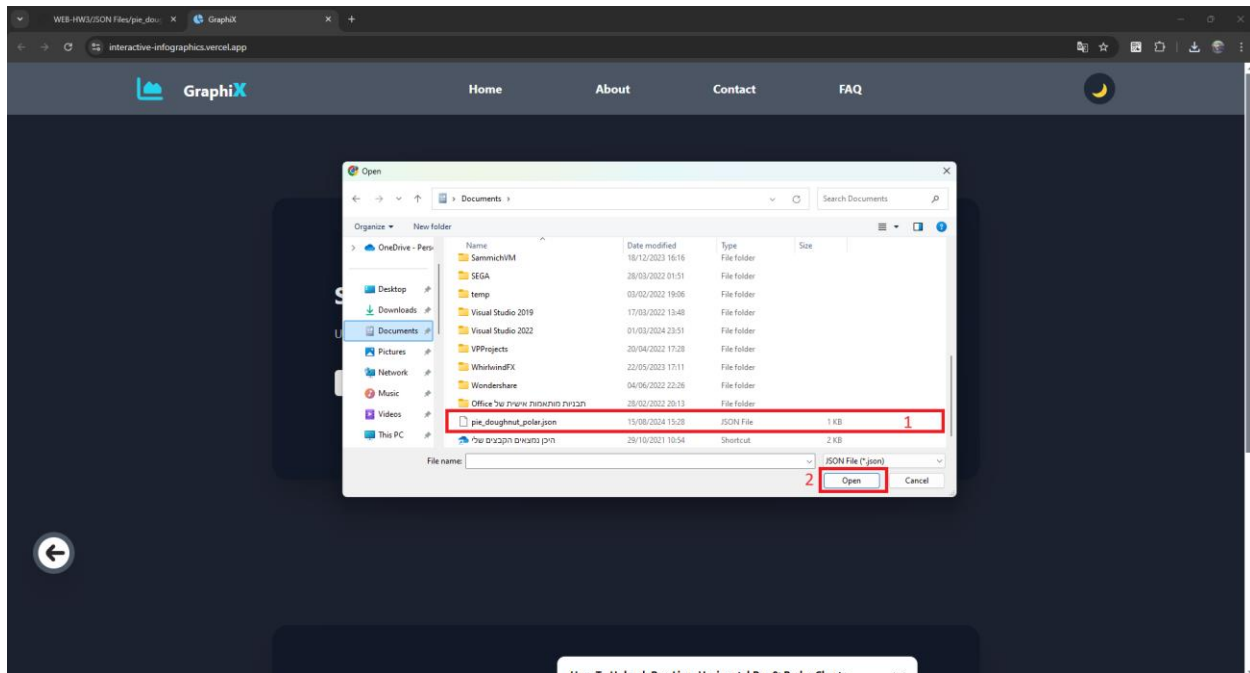 WEB-HW3/JSON Files/pie_dou
GraphiX
interactive-infographics.vercel.app
GraphiX
Home
About
Contact
FAQ
Open
Documents
Search Documents
Organize
New folder
OneDrive - Pers
Desktop
Downloads
Documents
Pictures
Network
Music
Videos
This PC
Name Date modified Type Size
SammichVM 18/12/2023 16:16 File folder
SEGA 28/03/2022 01:51 File folder
temp 03/02/2022 19:06 File folder
Visual Studio 2019 17/03/2022 13:48 File folder
Visual Studio 2022 01/03/2024 23:51 File folder
VPProjects 20/04/2022 17:28 File folder
WhirlwindFX 22/05/2023 17:11 File folder
Wondershare 04/06/2022 22:26 File folder
תבניות מותאמות אישית של Office 28/02/2022 20:13 File folder
pie_doughnut_polar.json 15/08/2024 15:28 JSON File 1 KB 1
היכן נמצאים הקבצים שלי 29/10/2021 10:54 Shortcut 2 KB
File name:
JSON File (*.json)
2
Open
Cancel
S
U